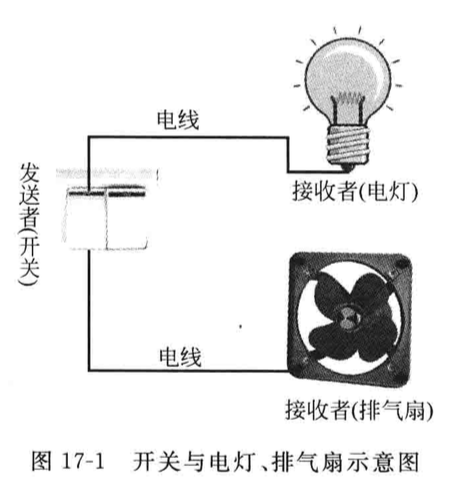 电线
发送者(开关)
接收者(电灯)
电线
接收者(排气扇)
图 17-1 开关与电灯、排气扇示意图